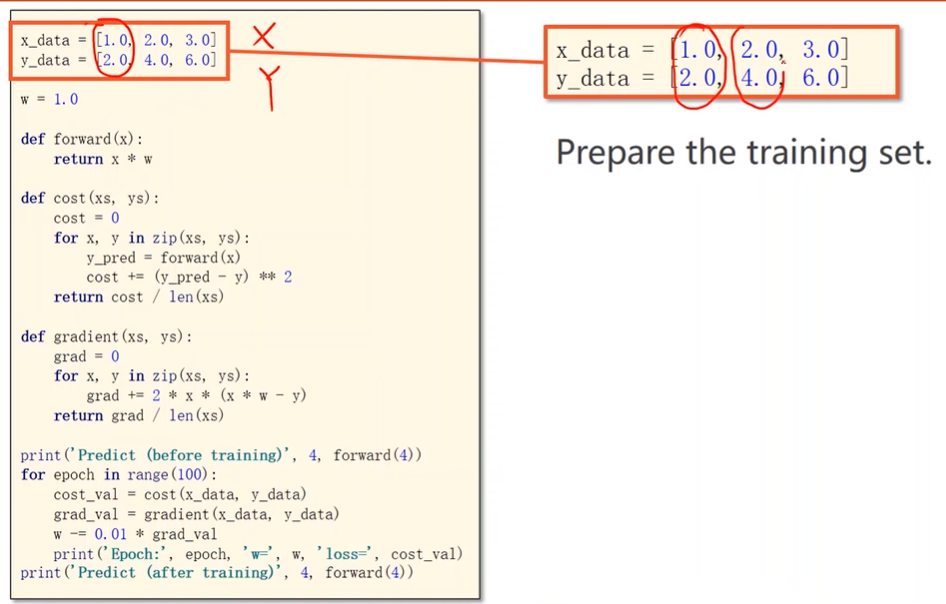 x_data = [1.0, 2.0, 3.0] X
y_data = [2.0, 4.0, 6.0] Y
w = 1.0
def forward(x):
    return x * w
def cost(xs, ys):
    cost = 0
    for x, y in zip(xs, ys):
        y_pred = forward(x)
        cost += (y_pred - y) ** 2
    return cost / len(xs)
def gradient(xs, ys):
    grad = 0
    for x, y in zip(xs, ys):
        grad += 2 * x * (x * w - y)
    return grad / len(xs)
print('Predict (before training)', 4, forward(4))
for epoch in range(100):
    cost_val = cost(x_data, y_data)
    grad_val = gradient(x_data, y_data)
    w -= 0.01 * grad_val
    print('Epoch:', epoch, 'w=', w, 'loss=', cost_val)
print('Predict (after training)', 4, forward(4))
x_data = [1.0, 2.0, 3.0]
y_data = [2.0, 4.0, 6.0]
Prepare the training set.